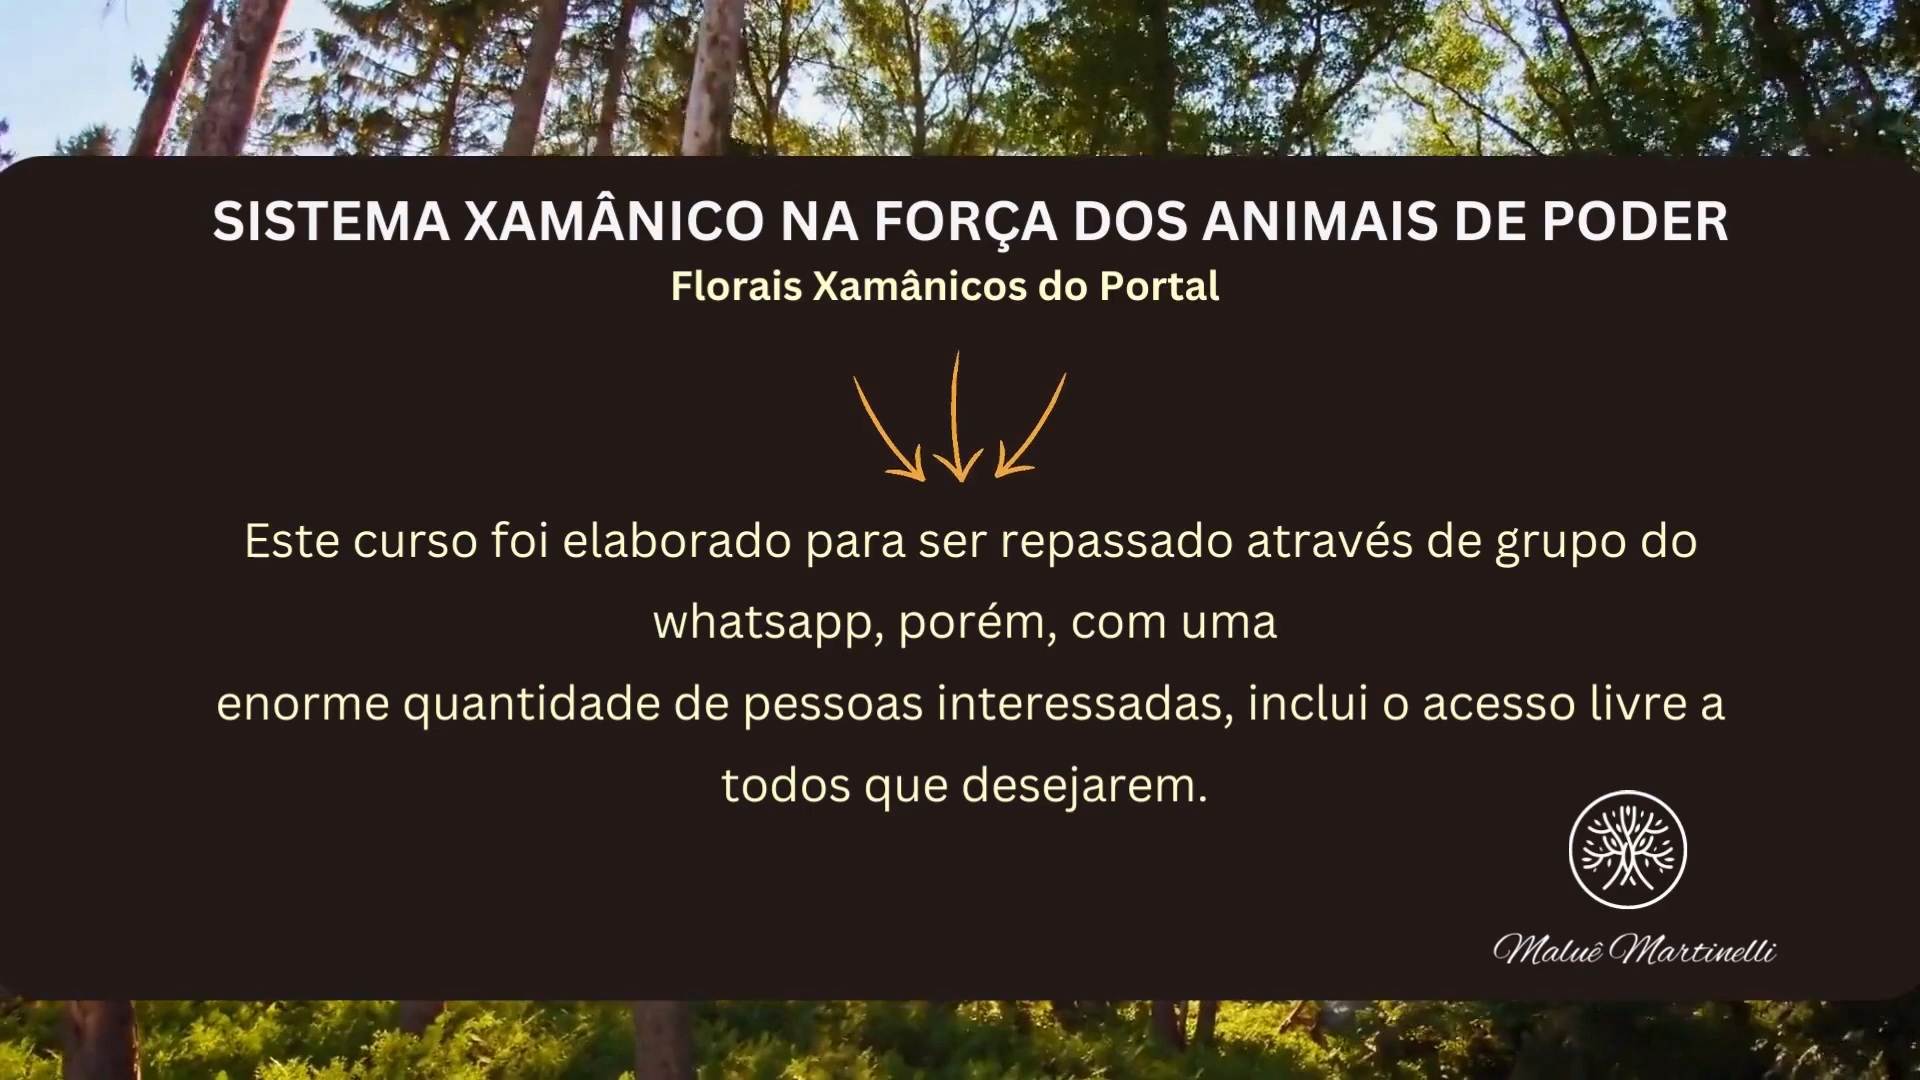 SISTEMA XAMÂNICO NA FORÇA DOS ANIMAIS DE PODER
Florais Xamânicos do Portal
Este curso foi elaborado para ser repassado através de grupo do
whatsapp, porém, com uma
enorme quantidade de pessoas interessadas, inclui o acesso livre a
todos que desejarem.
Maluê Martinelli